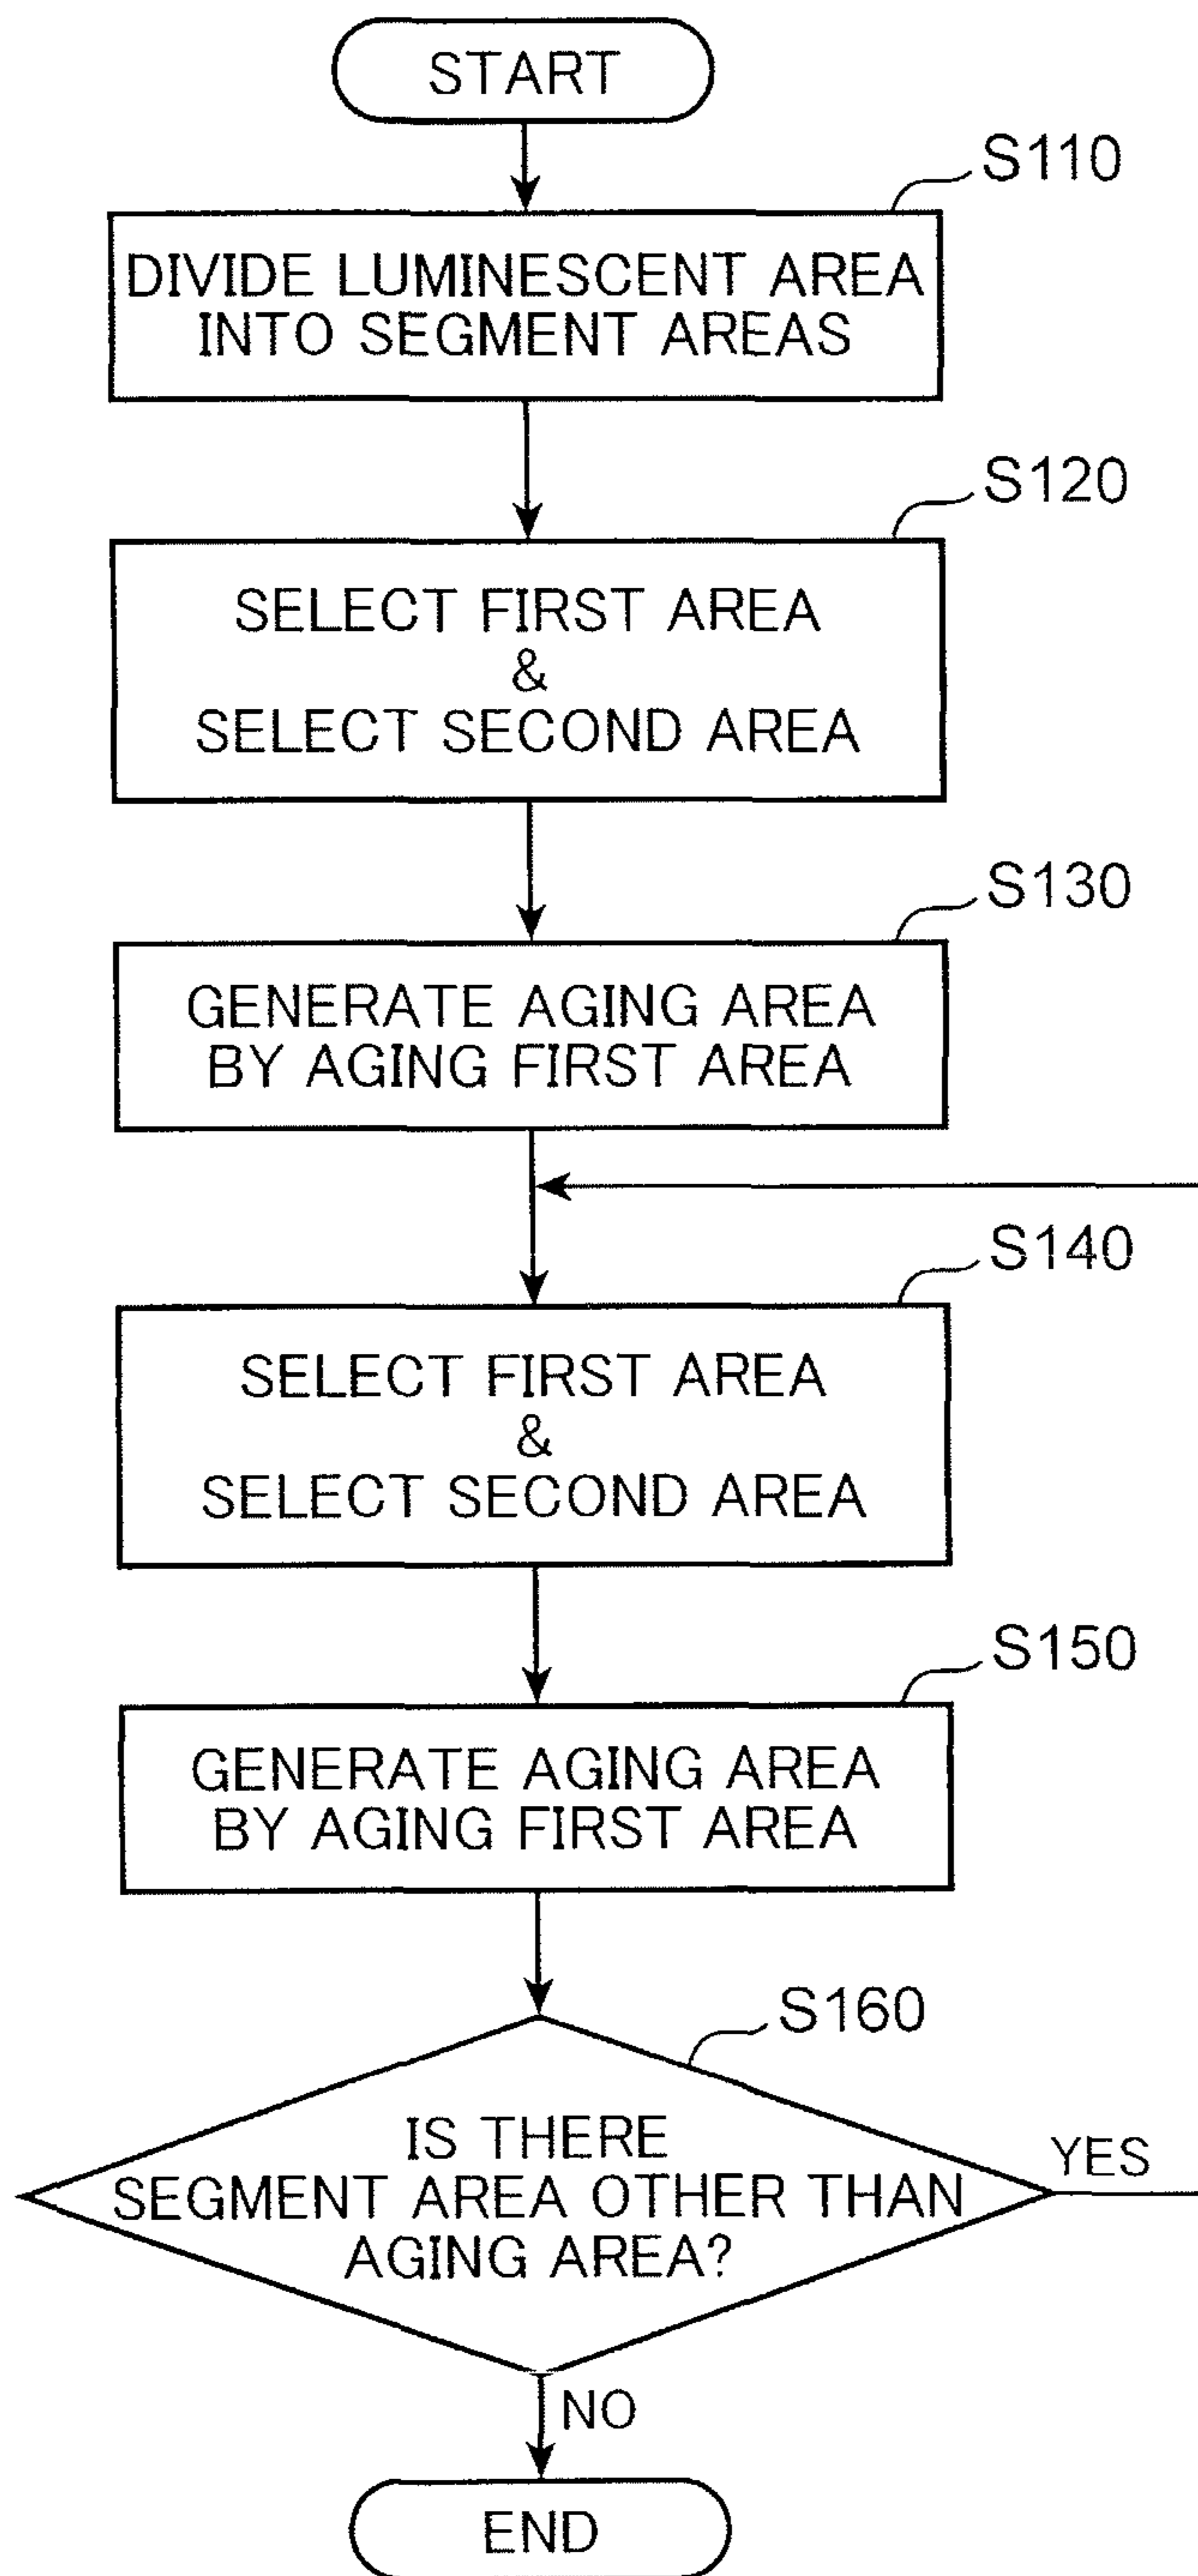 START
S110
DIVIDE LUMINESCENT AREA
INTO SEGMENT AREAS
S120
SELECT FIRST AREA
&
SELECT SECOND AREA
S130
GENERATE AGING AREA
BY AGING FIRST AREA
S140
SELECT FIRST AREA
&
SELECT SECOND AREA
S150
GENERATE AGING AREA
BY AGING FIRST AREA
S160
IS THERE
SEGMENT AREA OTHER THAN
AGING AREA?
YES
NO
END